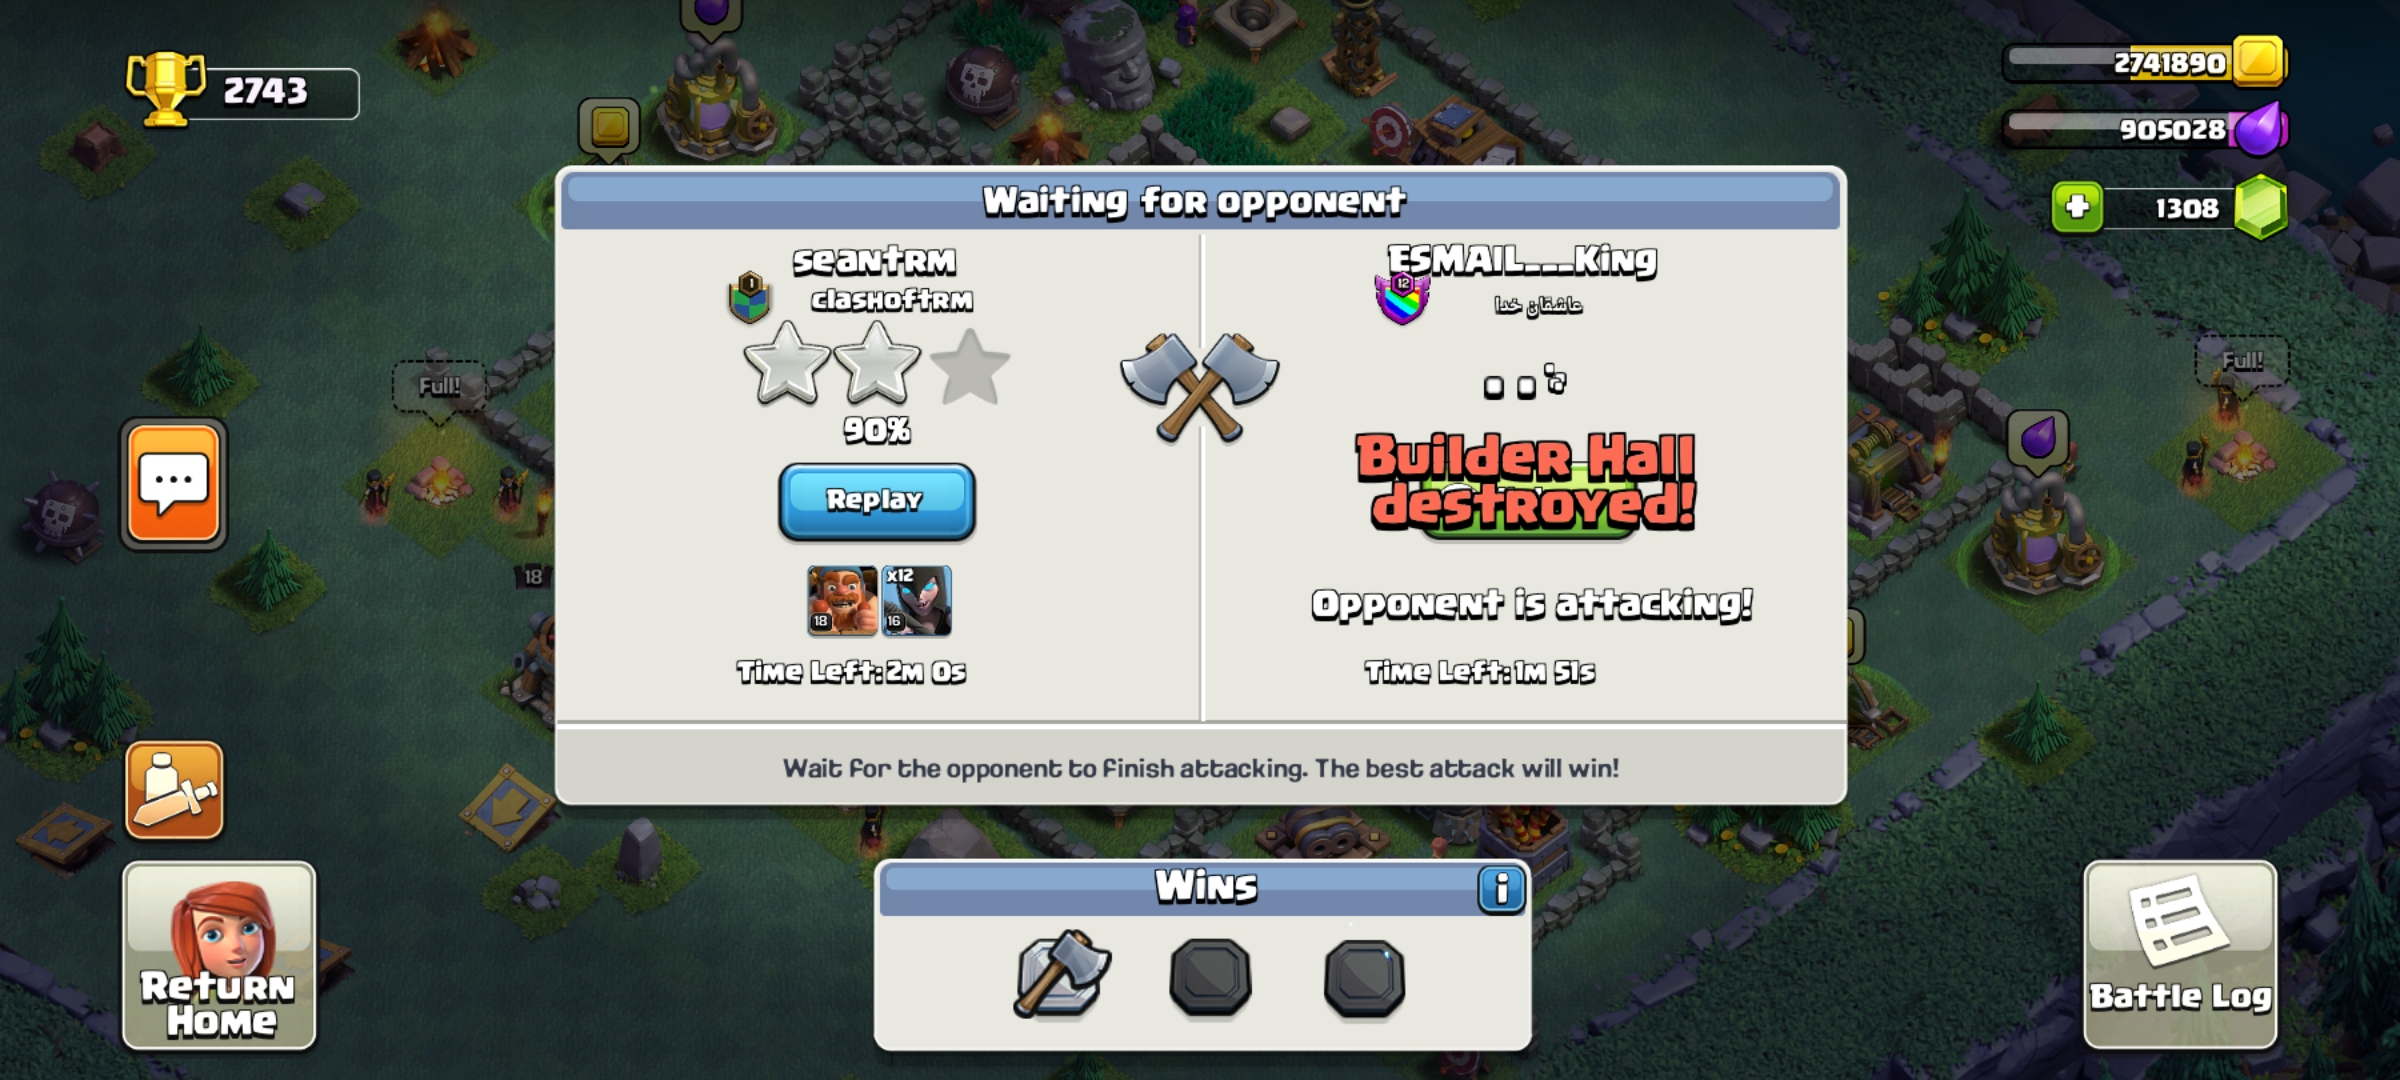 2743
2741890
905028
1308
Waiting for opponent
seantrm
1
clashoftrm
90%
Replay
18
x12
16
Time Left: 2m 0s
ESMAIL___King
12
عاشقان خدا
Builder Hall
destroyed!
Opponent is attacking!
Time Left: 1m 51s
Wait for the opponent to finish attacking. The best attack will win!
Full!
Full!
18
Wins
i
Return
Home
Battle Log